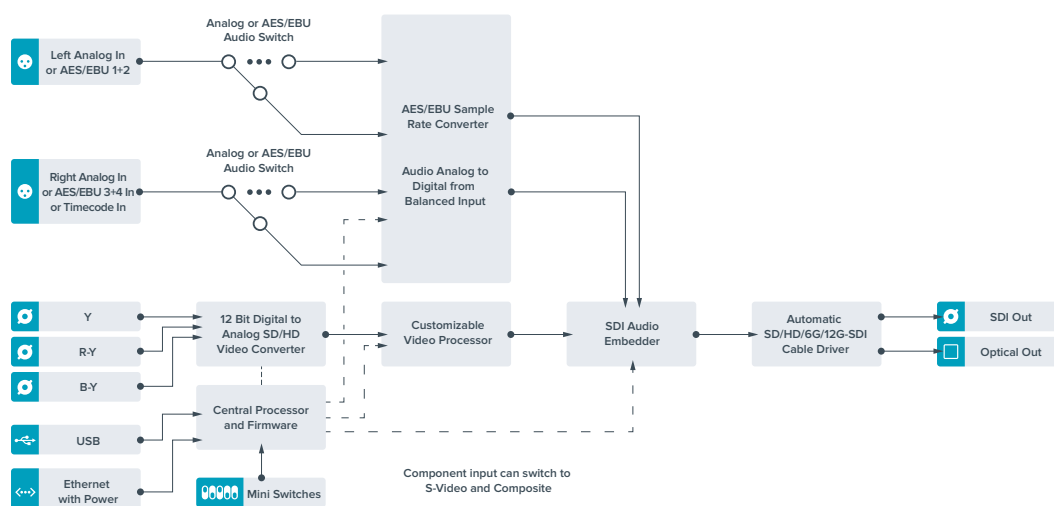 Analog or AES/EBU
Audio Switch
Left Analog In
or AES/EBU 1+2
AES/EBU Sample
Rate Converter
Analog or AES/EBU
Audio Switch
Right Analog In
or AES/EBU 3+4 In
or Timecode In
Audio Analog to
Digital from
Balanced Input
Y
R-Y
B-Y
12 Bit Digital to
Analog SD/HD
Video Converter
Customizable
Video Processor
SDI Audio
Embedder
Automatic
SD/HD/6G/12G-SDI
Cable Driver
SDI Out
Optical Out
Central Processor
and Firmware
USB
Ethernet
with Power
Mini Switches
Component input can switch to
S-Video and Composite